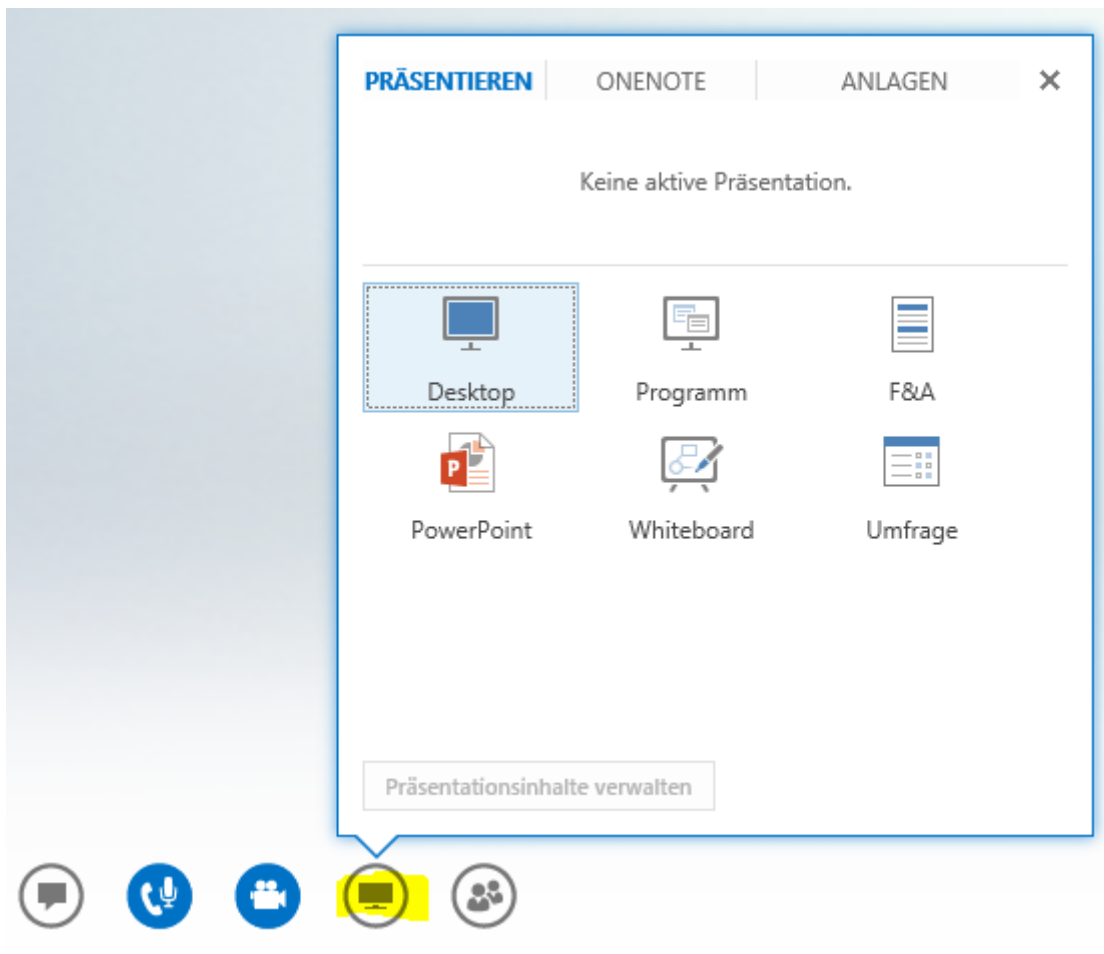 PRÄSENTIEREN ONENOTE ANLAGEN
Keine aktive Präsentation.
Desktop Programm F&A
P
PowerPoint Whiteboard Umfrage
Präsentationsinhalte verwalten